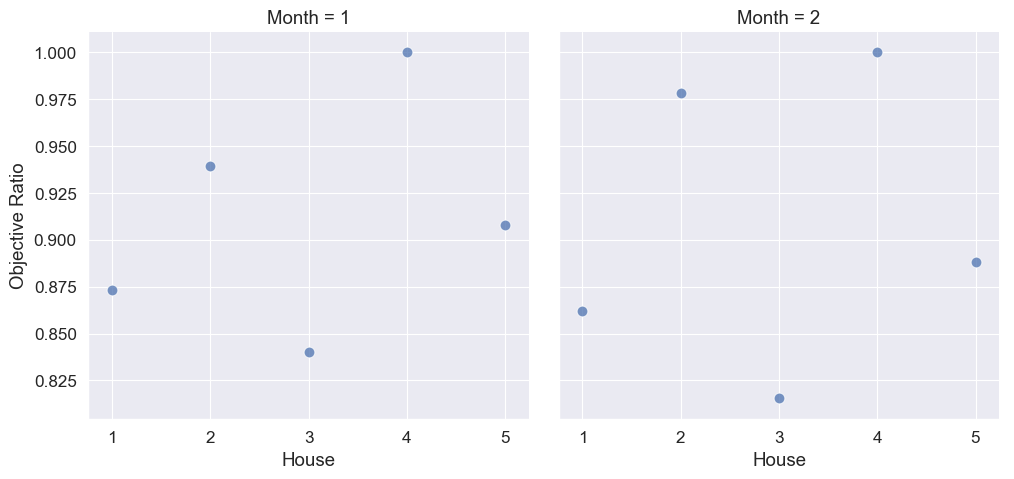 Month = 1
Month = 2
Objective Ratio
1.000
0.975
0.950
0.925
0.900
0.875
0.850
0.825
1 2 3 4 5
1 2 3 4 5
House
House